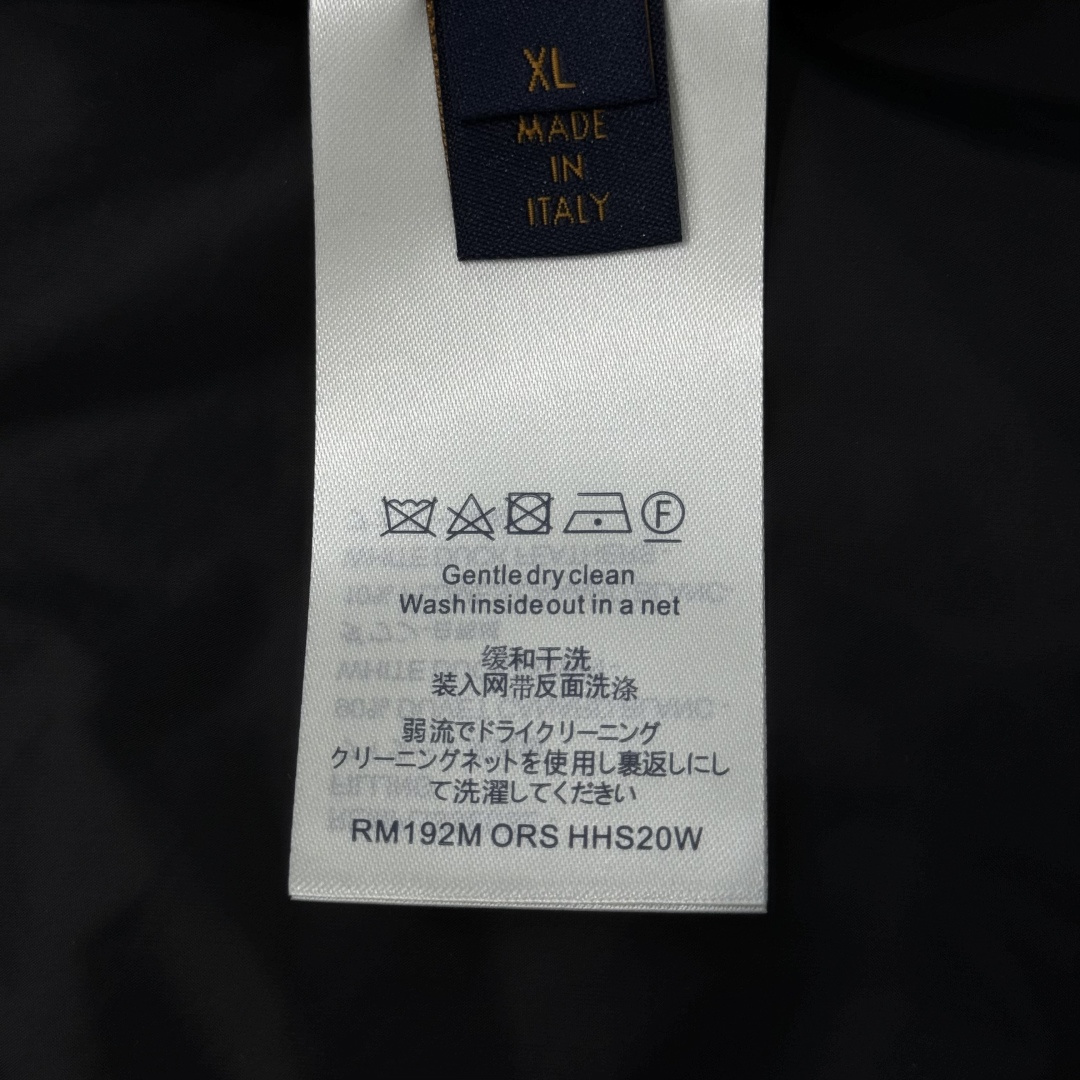 XL
MADE
IN
ITALY
F
Gentle dry clean
Wash inside out in a net
缓和干洗
装入网带反面洗涤
弱流でドライクリーニング
クリーニングネットを使用し裏返しにし
て洗濯してください
RM192M ORS HHS20W